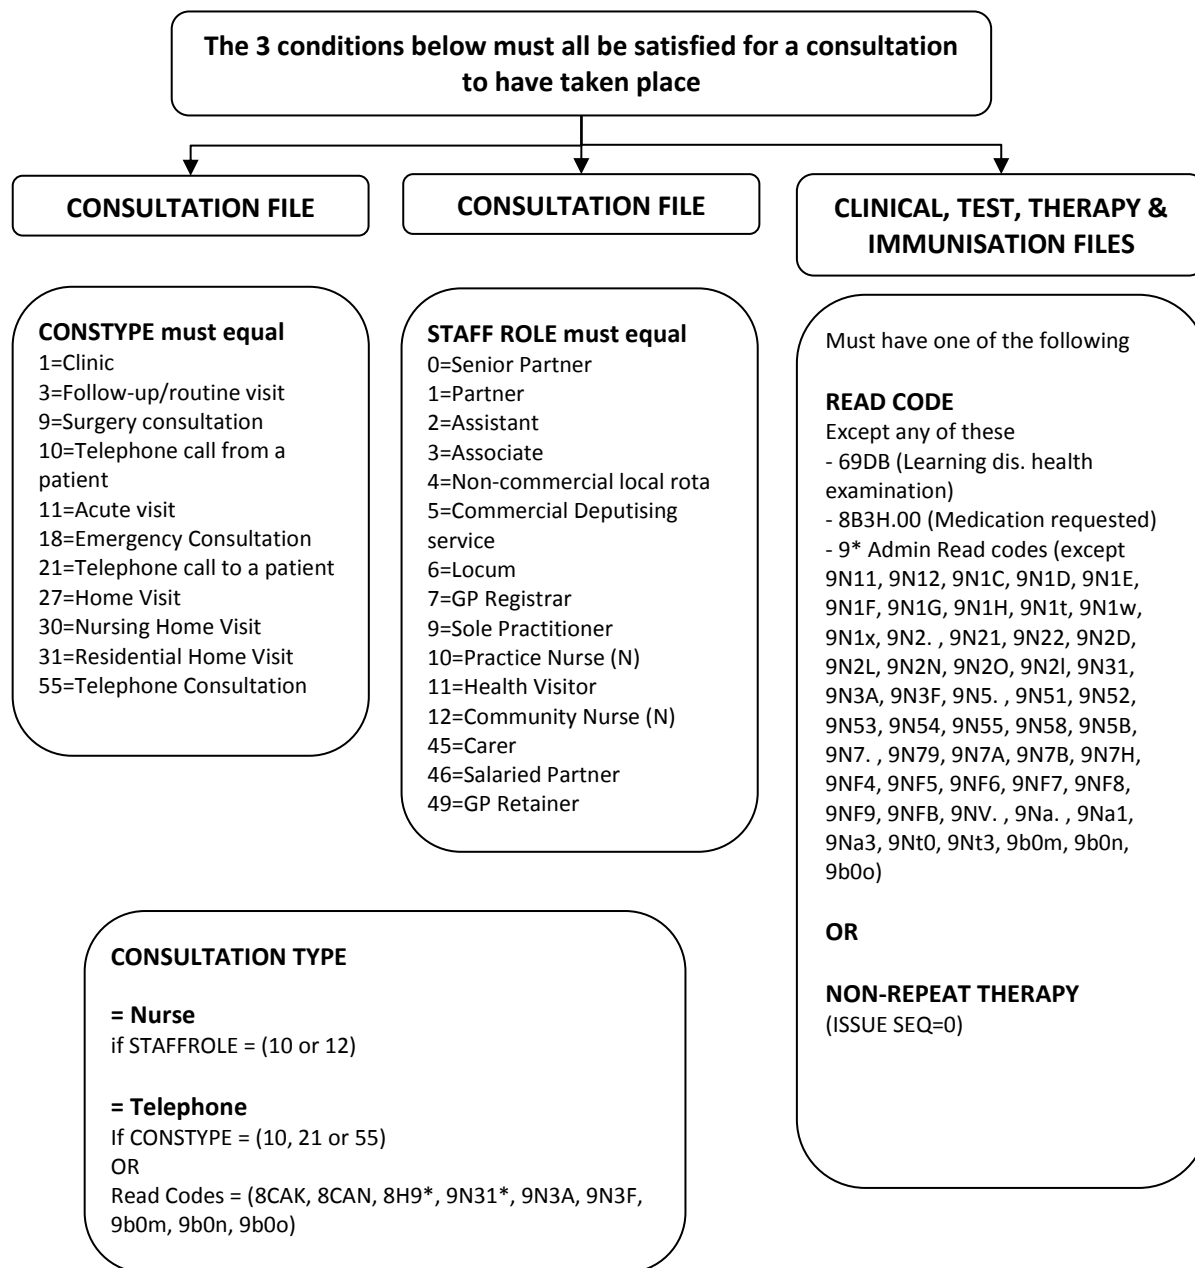 The 3 conditions below must all be satisfied for a consultation
to have taken place
CONSULTATION FILE
CONSULTATION FILE
CLINICAL, TEST, THERAPY &
IMMUNISATION FILES
CONSTYPE must equal
1=Clinic
3=Follow-up/routine visit
9=Surgery consultation
10=Telephone call from a
patient
11=Acute visit
18=Emergency Consultation
21=Telephone call to a patient
27=Home Visit
30=Nursing Home Visit
31=Residential Home Visit
55=Telephone Consultation
STAFF ROLE must equal
0=Senior Partner
1=Partner
2=Assistant
3=Associate
4=Non-commercial local rota
5=Commercial Deputising
service
6=Locum
7=GP Registrar
9=Sole Practitioner
10=Practice Nurse (N)
11=Health Visitor
12=Community Nurse (N)
45=Carer
46=Salaried Partner
49=GP Retainer
Must have one of the following
READ CODE
Except any of these
- 69DB (Learning dis. health
examination)
- 8B3H.00 (Medication requested)
- 9* Admin Read codes (except
9N11, 9N12, 9N1C, 9N1D, 9N1E,
9N1F, 9N1G, 9N1H, 9N1t, 9N1w,
9N1x, 9N2. , 9N21, 9N22, 9N2D,
9N2L, 9N2N, 9N2O, 9N2l, 9N31,
9N3A, 9N3F, 9N5. , 9N51, 9N52,
9N53, 9N54, 9N55, 9N58, 9N5B,
9N7. , 9N79, 9N7A, 9N7B, 9N7H,
9NF4, 9NF5, 9NF6, 9NF7, 9NF8,
9NF9, 9NFB, 9NV. , 9Na. , 9Na1,
9Na3, 9Nt0, 9Nt3, 9b0m, 9b0n,
9b0o)
OR
NON-REPEAT THERAPY
(ISSUE SEQ=0)
CONSULTATION TYPE
= Nurse
if STAFFROLE = (10 or 12)
= Telephone
If CONSTYPE = (10, 21 or 55)
OR
Read Codes = (8CAK, 8CAN, 8H9*, 9N31*, 9N3A, 9N3F,
9b0m, 9b0n, 9b0o)